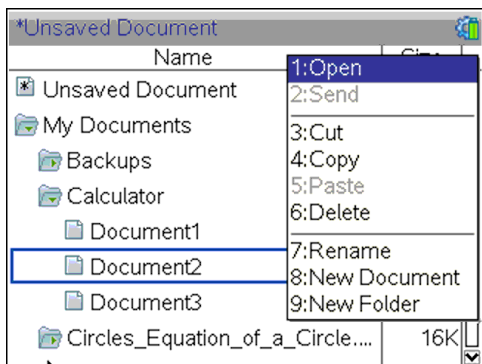 *Unsaved Document
Name
Unsaved Document
My Documents
Backups
Calculator
Document1
Document2
Document3
Circles_Equation_of_a_Circle.... 16K
1:Open
2:Send
3:Cut
4:Copy
5:Paste
6:Delete
7:Rename
8:New Document
9:New Folder